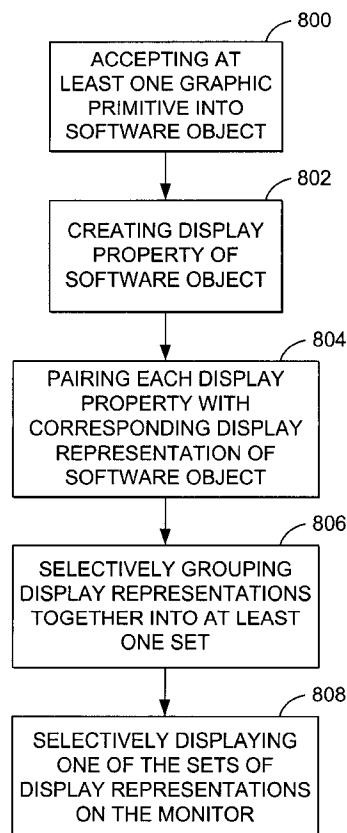 800
ACCEPTING AT
LEAST ONE GRAPHIC
PRIMITIVE INTO
SOFTWARE OBJECT
802
CREATING DISPLAY
PROPERTY OF
SOFTWARE OBJECT
804
PAIRING EACH DISPLAY
PROPERTY WITH
CORRESPONDING DISPLAY
REPRESENTATION OF
SOFTWARE OBJECT
806
SELECTIVELY GROUPING
DISPLAY REPRESENTATIONS
TOGETHER INTO AT LEAST
ONE SET
808
SELECTIVELY DISPLAYING
ONE OF THE SETS OF
DISPLAY REPRESENTATIONS
ON THE MONITOR